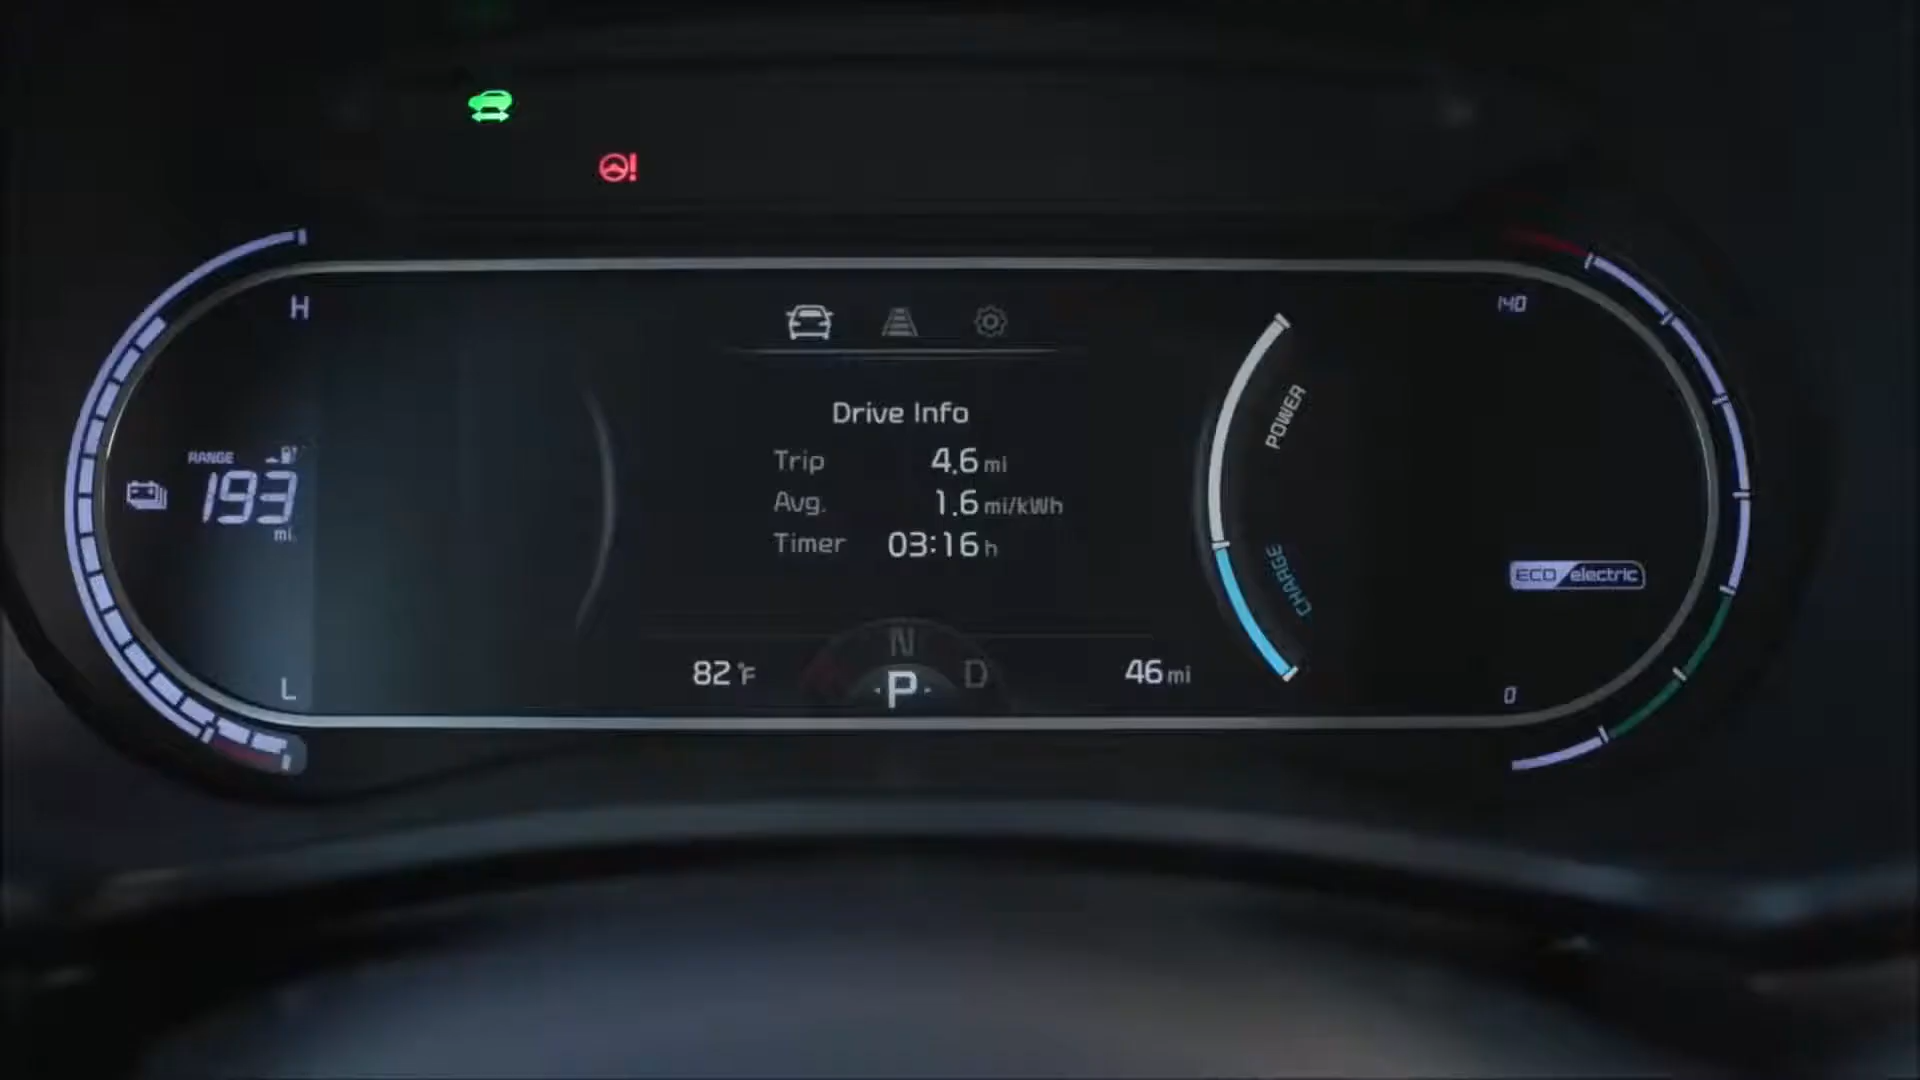 H
140
Drive Info
RANGE
193
mi
Trip 4.6 mi
Avg. 1.6 mi/kWh
Timer 03:16 h
POWER
CHARGE
ECO electric
N
82 °F
P
D
46 mi
L
0